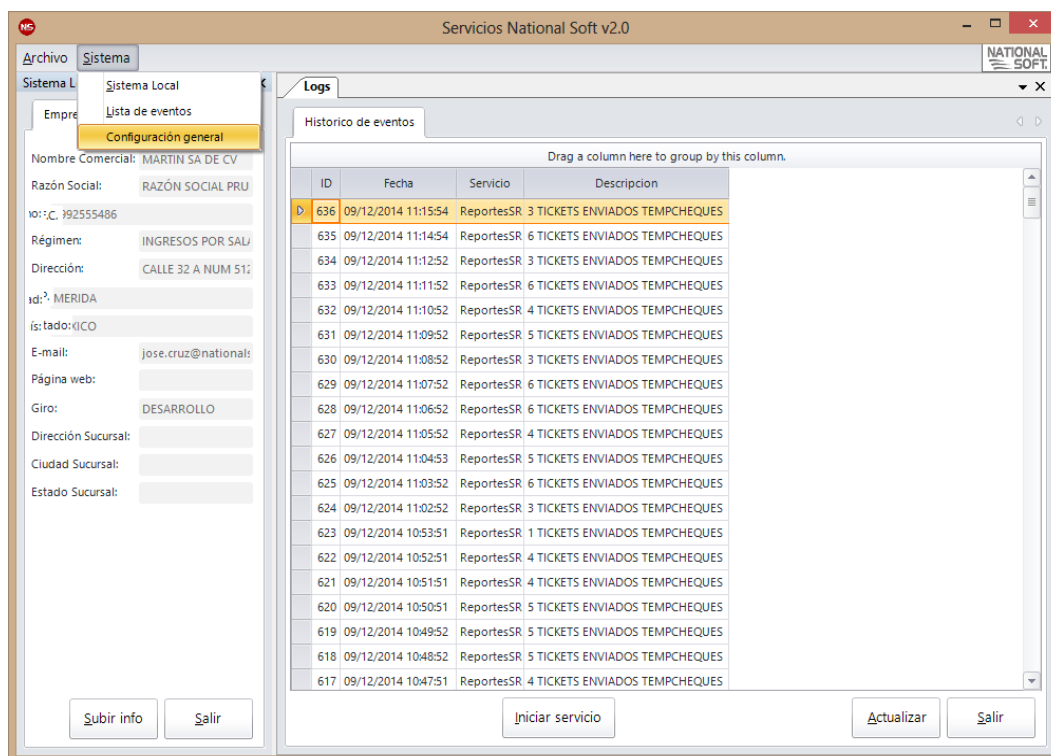 NS
Servicios National Soft v2.0
Archivo Sistema
NATIONAL SOFT.
Sistema L
Sistema Local
Lista de eventos
Configuración general
Empre
Nombre Comercial: MARTIN SA DE CV
Razón Social: RAZÓN SOCIAL PRU
no: .C. 992555486
Régimen: INGRESOS POR SAL
Dirección: CALLE 32 A NUM 512
ad: MERIDA
ís: tado: XICO
E-mail: jose.cruz@nationals
Página web:
Giro: DESARROLLO
Dirección Sucursal:
Ciudad Sucursal:
Estado Sucursal:
Subir info Salir
Logs
Historico de eventos
Drag a column here to group by this column.
ID Fecha Servicio Descripcion
636 09/12/2014 11:15:54 ReportesSR 3 TICKETS ENVIADOS TEMPCHEQUES
635 09/12/2014 11:14:54 ReportesSR 6 TICKETS ENVIADOS TEMPCHEQUES
634 09/12/2014 11:12:52 ReportesSR 3 TICKETS ENVIADOS TEMPCHEQUES
633 09/12/2014 11:11:52 ReportesSR 6 TICKETS ENVIADOS TEMPCHEQUES
632 09/12/2014 11:10:52 ReportesSR 4 TICKETS ENVIADOS TEMPCHEQUES
631 09/12/2014 11:09:52 ReportesSR 5 TICKETS ENVIADOS TEMPCHEQUES
630 09/12/2014 11:08:52 ReportesSR 3 TICKETS ENVIADOS TEMPCHEQUES
629 09/12/2014 11:07:52 ReportesSR 6 TICKETS ENVIADOS TEMPCHEQUES
628 09/12/2014 11:06:52 ReportesSR 6 TICKETS ENVIADOS TEMPCHEQUES
627 09/12/2014 11:05:52 ReportesSR 4 TICKETS ENVIADOS TEMPCHEQUES
626 09/12/2014 11:04:53 ReportesSR 5 TICKETS ENVIADOS TEMPCHEQUES
625 09/12/2014 11:03:52 ReportesSR 6 TICKETS ENVIADOS TEMPCHEQUES
624 09/12/2014 11:02:52 ReportesSR 3 TICKETS ENVIADOS TEMPCHEQUES
623 09/12/2014 10:53:51 ReportesSR 1 TICKETS ENVIADOS TEMPCHEQUES
622 09/12/2014 10:52:51 ReportesSR 4 TICKETS ENVIADOS TEMPCHEQUES
621 09/12/2014 10:51:51 ReportesSR 4 TICKETS ENVIADOS TEMPCHEQUES
620 09/12/2014 10:50:51 ReportesSR 5 TICKETS ENVIADOS TEMPCHEQUES
619 09/12/2014 10:49:52 ReportesSR 5 TICKETS ENVIADOS TEMPCHEQUES
618 09/12/2014 10:48:52 ReportesSR 5 TICKETS ENVIADOS TEMPCHEQUES
617 09/12/2014 10:47:51 ReportesSR 4 TICKETS ENVIADOS TEMPCHEQUES
Iniciar servicio Actualizar Salir